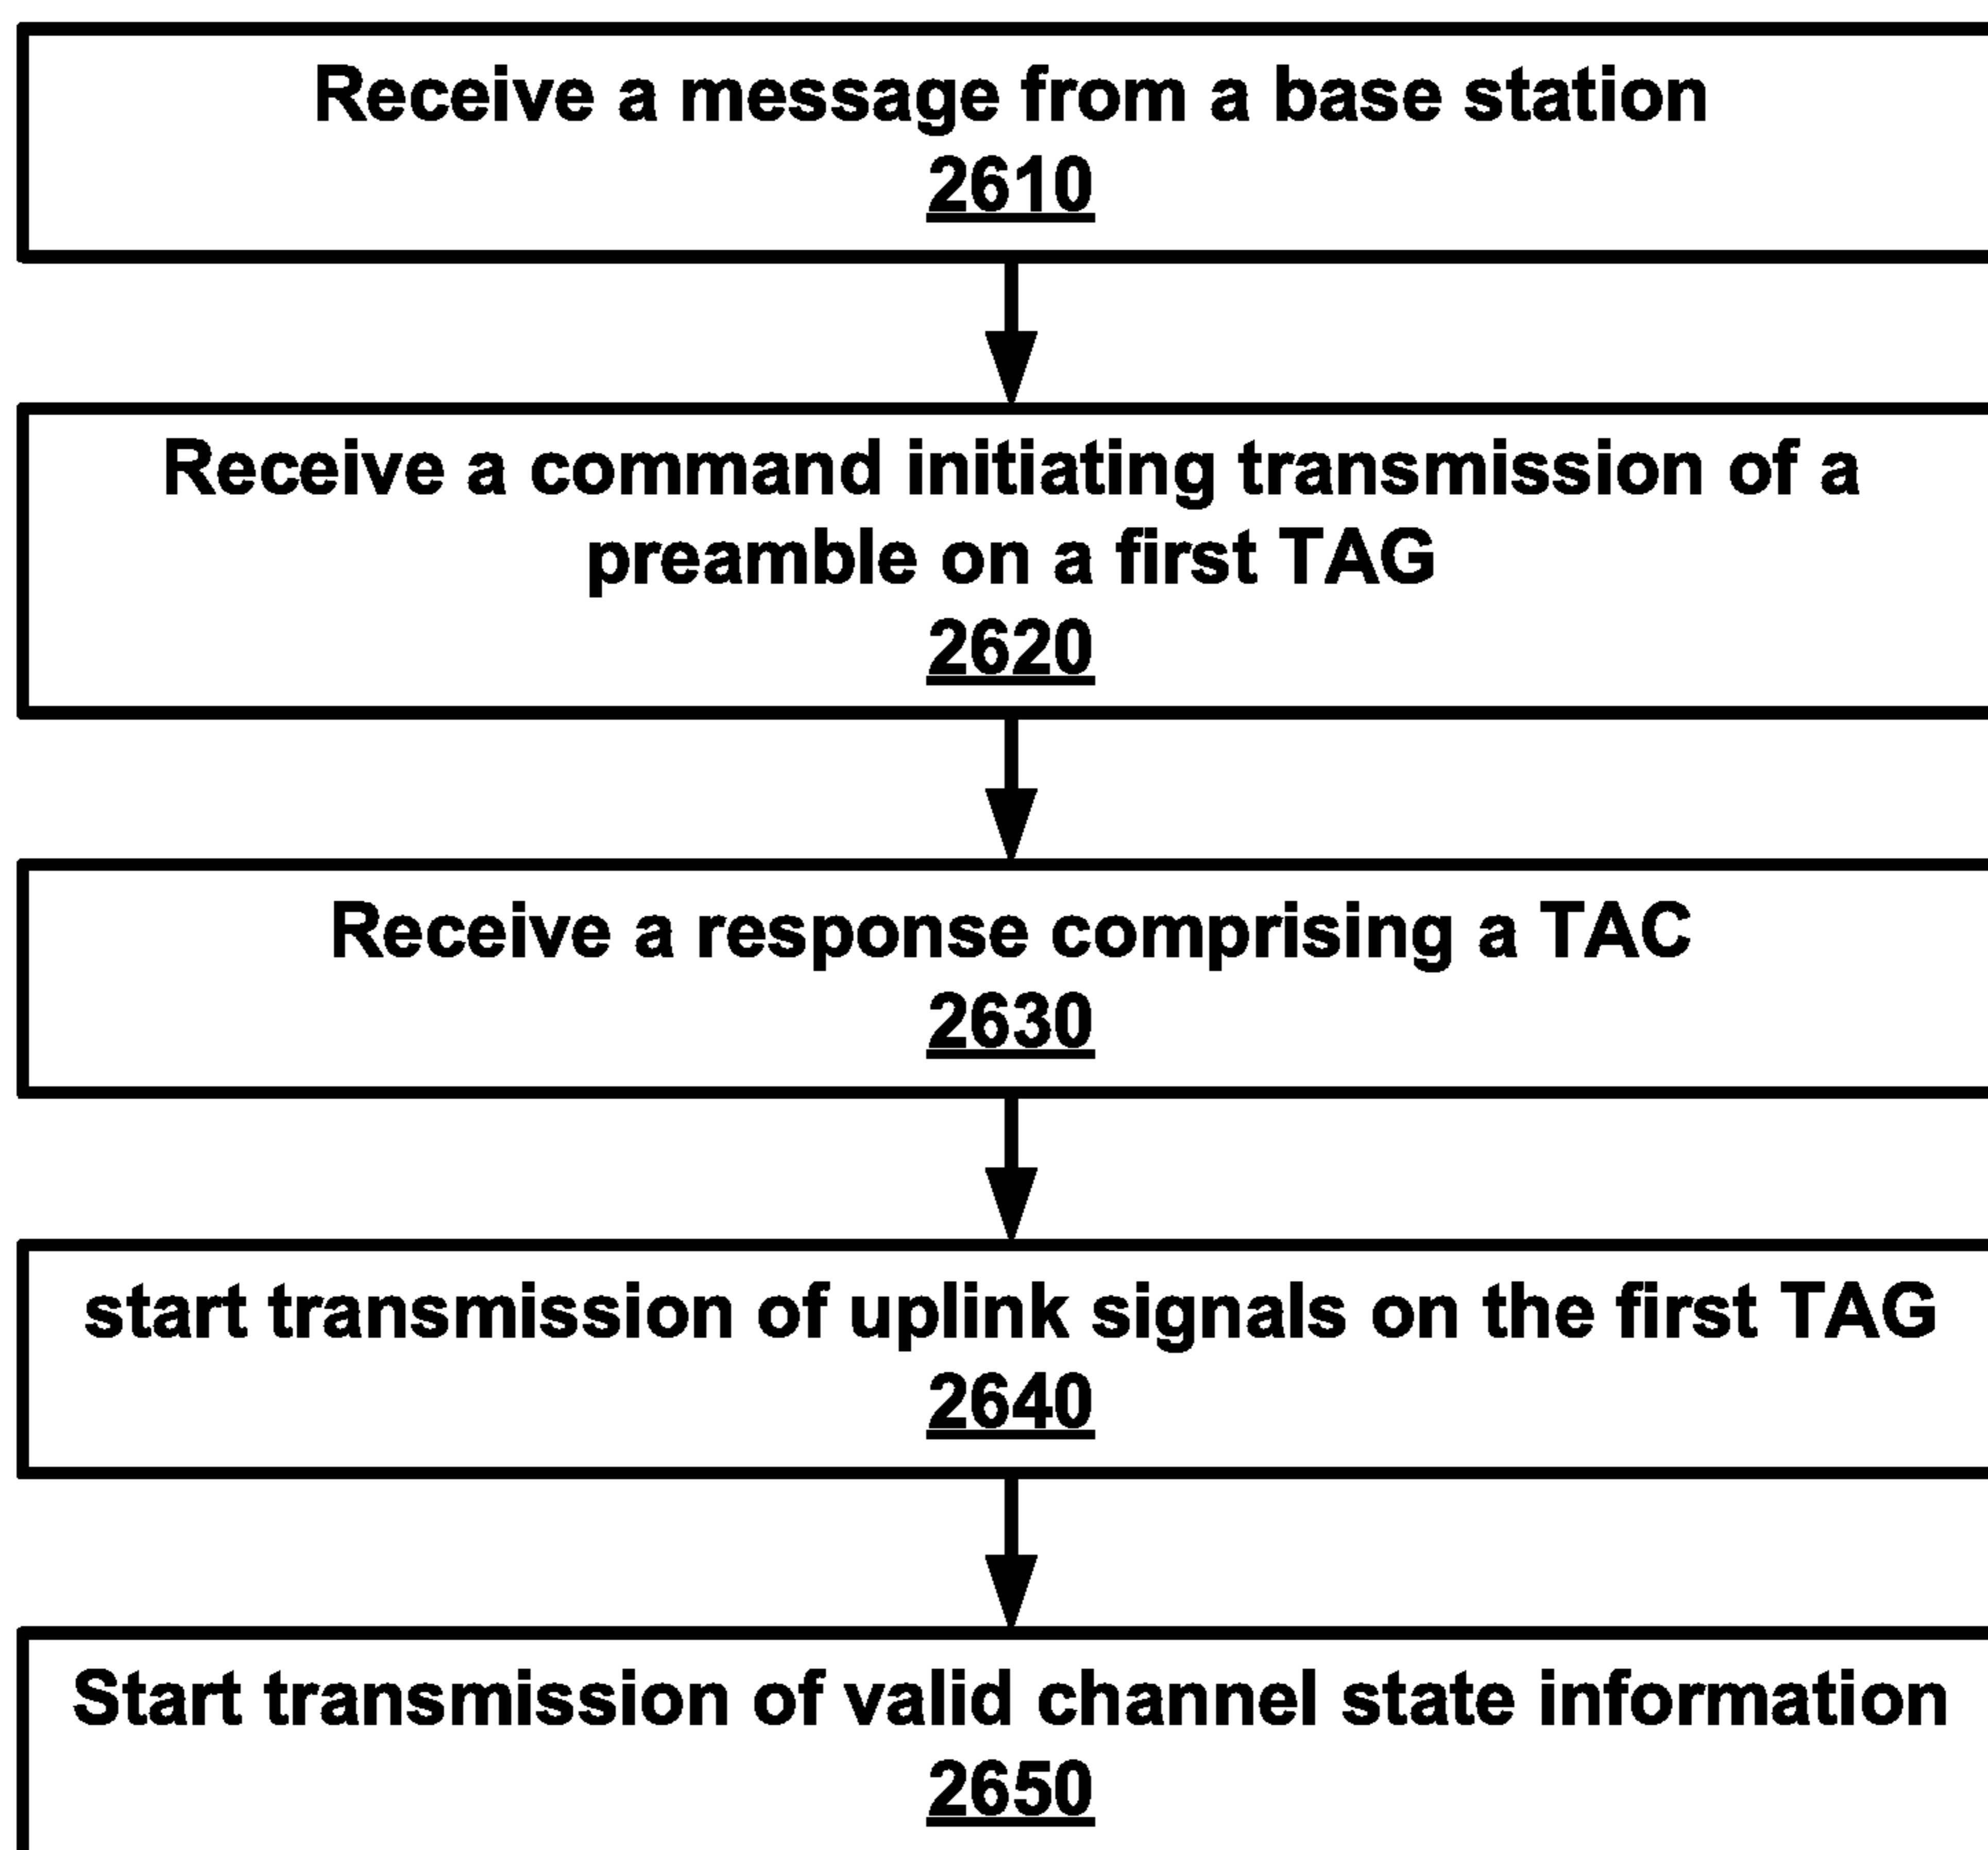 Receive a message from a base station
2610
Receive a command initiating transmission of a
preamble on a first TAG
2620
Receive a response comprising a TAC
2630
start transmission of uplink signals on the first TAG
2640
Start transmission of valid channel state information
2650